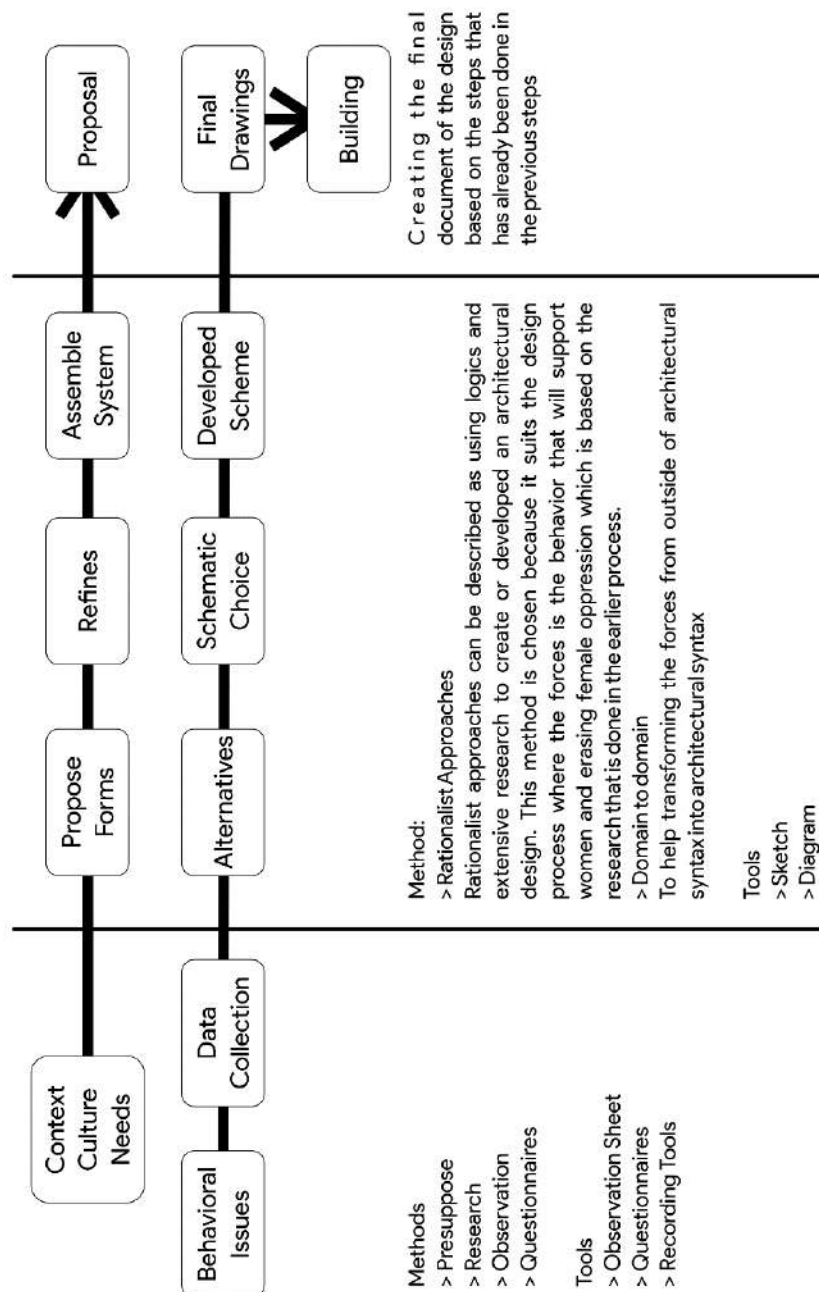 Context
Culture
Needs
Propose
Forms
Refines
Assemble
System
Proposal
Behavioral
Issues
Data
Collection
Alternatives
Schematic
Choice
Developed
Scheme
Final
Drawings
Building
Methods
> Presuppose
> Research
> Observation
> Questionnaires
Tools
> Observation Sheet
> Questionnaires
> Recording Tools
Method:
> Rationalist Approaches
Rationalist approaches can be described as using logics and
extensive research to create or developed an architectural
design. This method is chosen because it suits the design
process where the forces is the behavior that will support
women and erasing female oppression which is based on the
research that is done in the earlier process.
> Domain to domain
To help transforming the forces from outside of architectural
syntax into architectural syntax
Tools
> Sketch
> Diagram
Creating the final
document of the design
based on the steps that
has already been done in
the previous steps